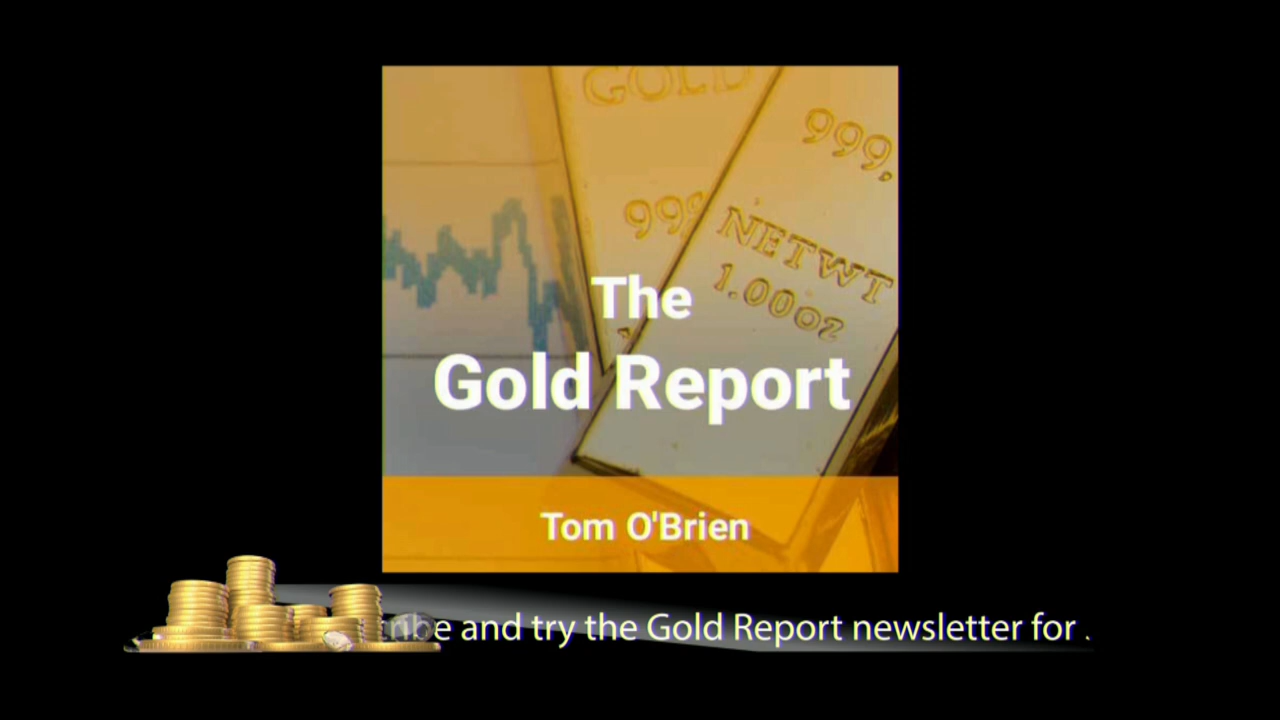 GOLD
999.
999
NETWT
1.00oz
The
Gold Report
Tom O'Brien
and try the Gold Report newsletter for